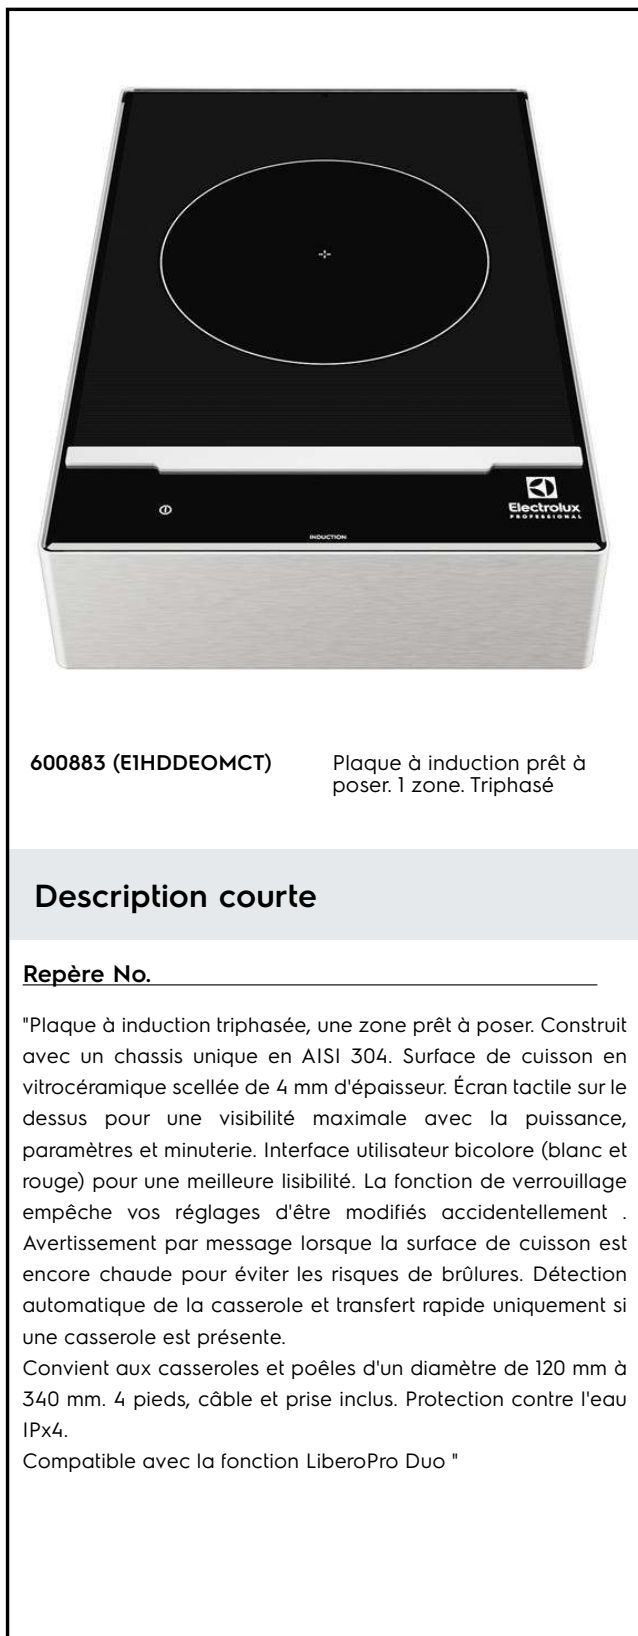 Electrolux
PROFESSIONAL
INDUCTION
600883 (E1HDDEOMCT)
Plaque à induction prêt à
poser. 1 zone. Triphasé
Description courte
Repère No.
"Plaque à induction triphasée, une zone prêt à poser. Construit
avec un chassis unique en AISI 304. Surface de cuisson en
vitrocéramique scellée de 4 mm d'épaisseur. Écran tactile sur le
dessus pour une visibilité maximale avec la puissance,
paramètres et minuterie. Interface utilisateur bicolore (blanc et
rouge) pour une meilleure lisibilité. La fonction de verrouillage
empêche vos réglages d'être modifiés accidentellement .
Avertissement par message lorsque la surface de cuisson est
encore chaude pour éviter les risques de brûlures. Détection
automatique de la casserole et transfert rapide uniquement si
une casserole est présente.
Convient aux casseroles et poêles d'un diamètre de 120 mm à
340 mm. 4 pieds, câble et prise inclus. Protection contre l'eau
IPx4.
Compatible avec la fonction LiberoPro Duo "